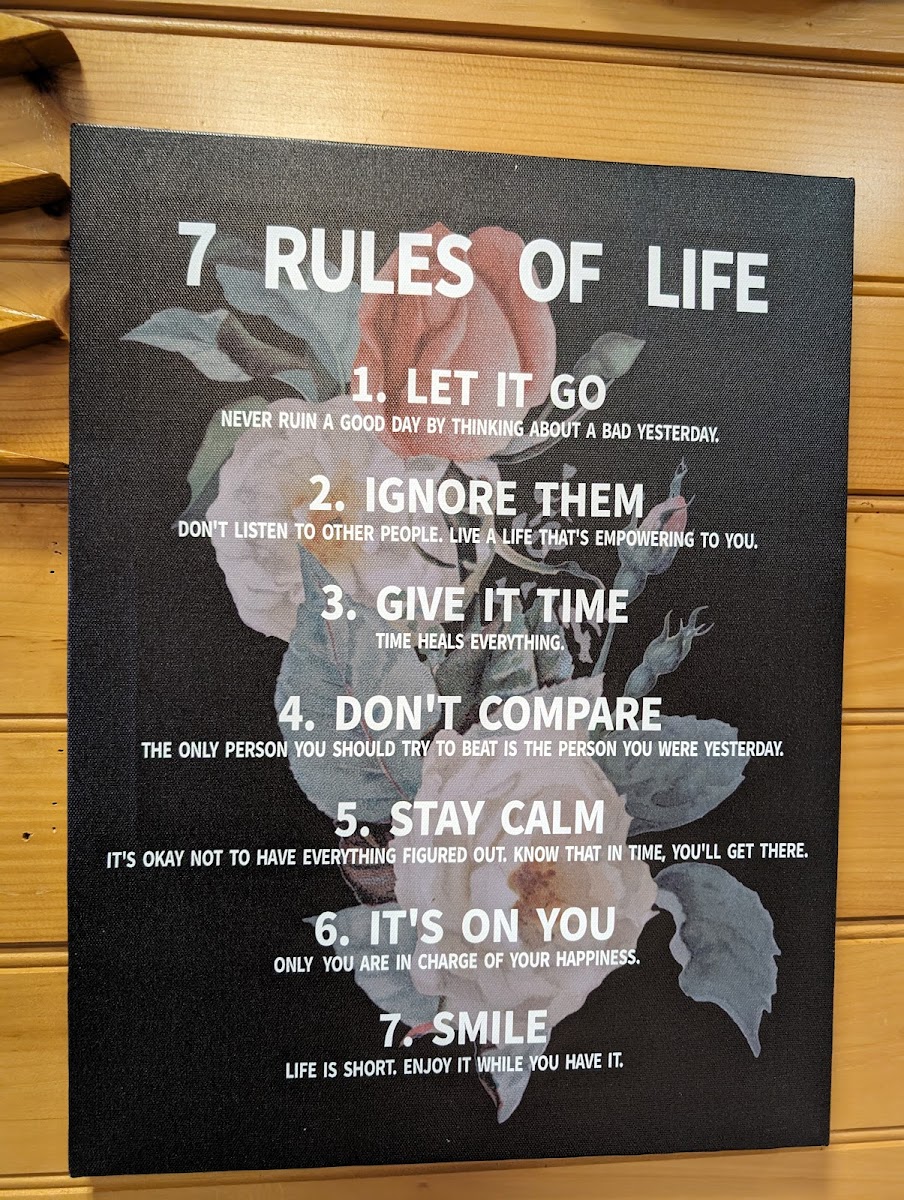 7 RULES OF LIFE
1. LET IT GO
NEVER RUIN A GOOD DAY BY THINKING ABOUT A BAD YESTERDAY.
2. IGNORE THEM
DON'T LISTEN TO OTHER PEOPLE. LIVE A LIFE THAT'S EMPOWERING TO YOU.
3. GIVE IT TIME
TIME HEALS EVERYTHING.
4. DON'T COMPARE
THE ONLY PERSON YOU SHOULD TRY TO BEAT IS THE PERSON YOU WERE YESTERDAY.
5. STAY CALM
IT'S OKAY NOT TO HAVE EVERYTHING FIGURED OUT. KNOW THAT IN TIME, YOU'LL GET THERE.
6. IT'S ON YOU
ONLY YOU ARE IN CHARGE OF YOUR HAPPINESS.
7. SMILE
LIFE IS SHORT. ENJOY IT WHILE YOU HAVE IT.